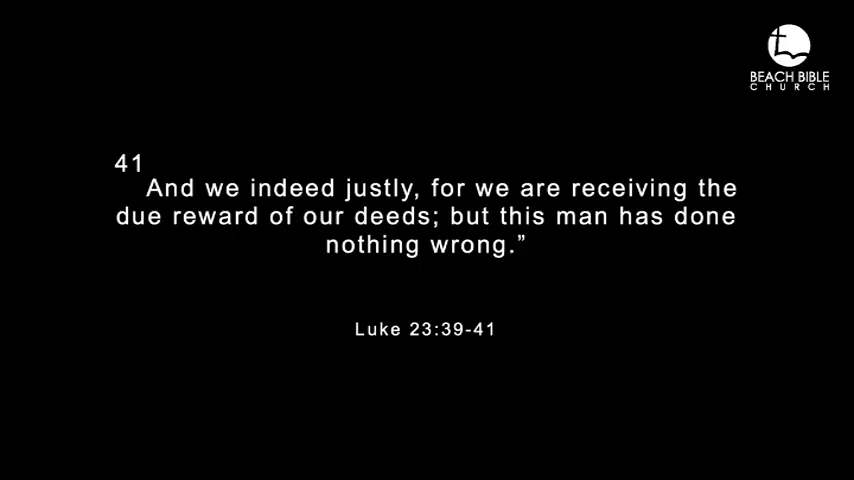 BEACH BIBLE
CHURCH
41
And we indeed justly, for we are receiving the
due reward of our deeds; but this man has done
nothing wrong.”
Luke 23:39-41